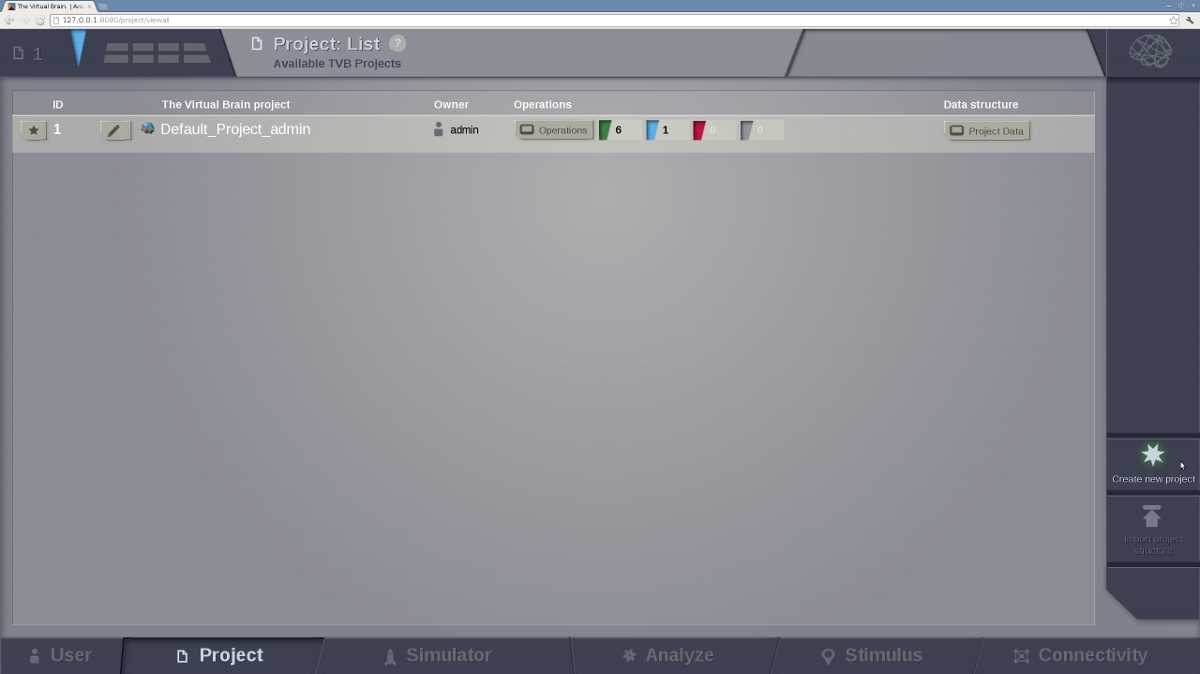 The Virtual Brain. |
127.0.0.1:8080/project/viewall
1
Project: List ?
Available TVB Projects
ID The Virtual Brain project Owner Operations Data structure
1 Default_Project_admin admin Operations 6 1 0 0 Project Data
Create new project
Import project
structure
User Project Simulator Analyze Stimulus Connectivity